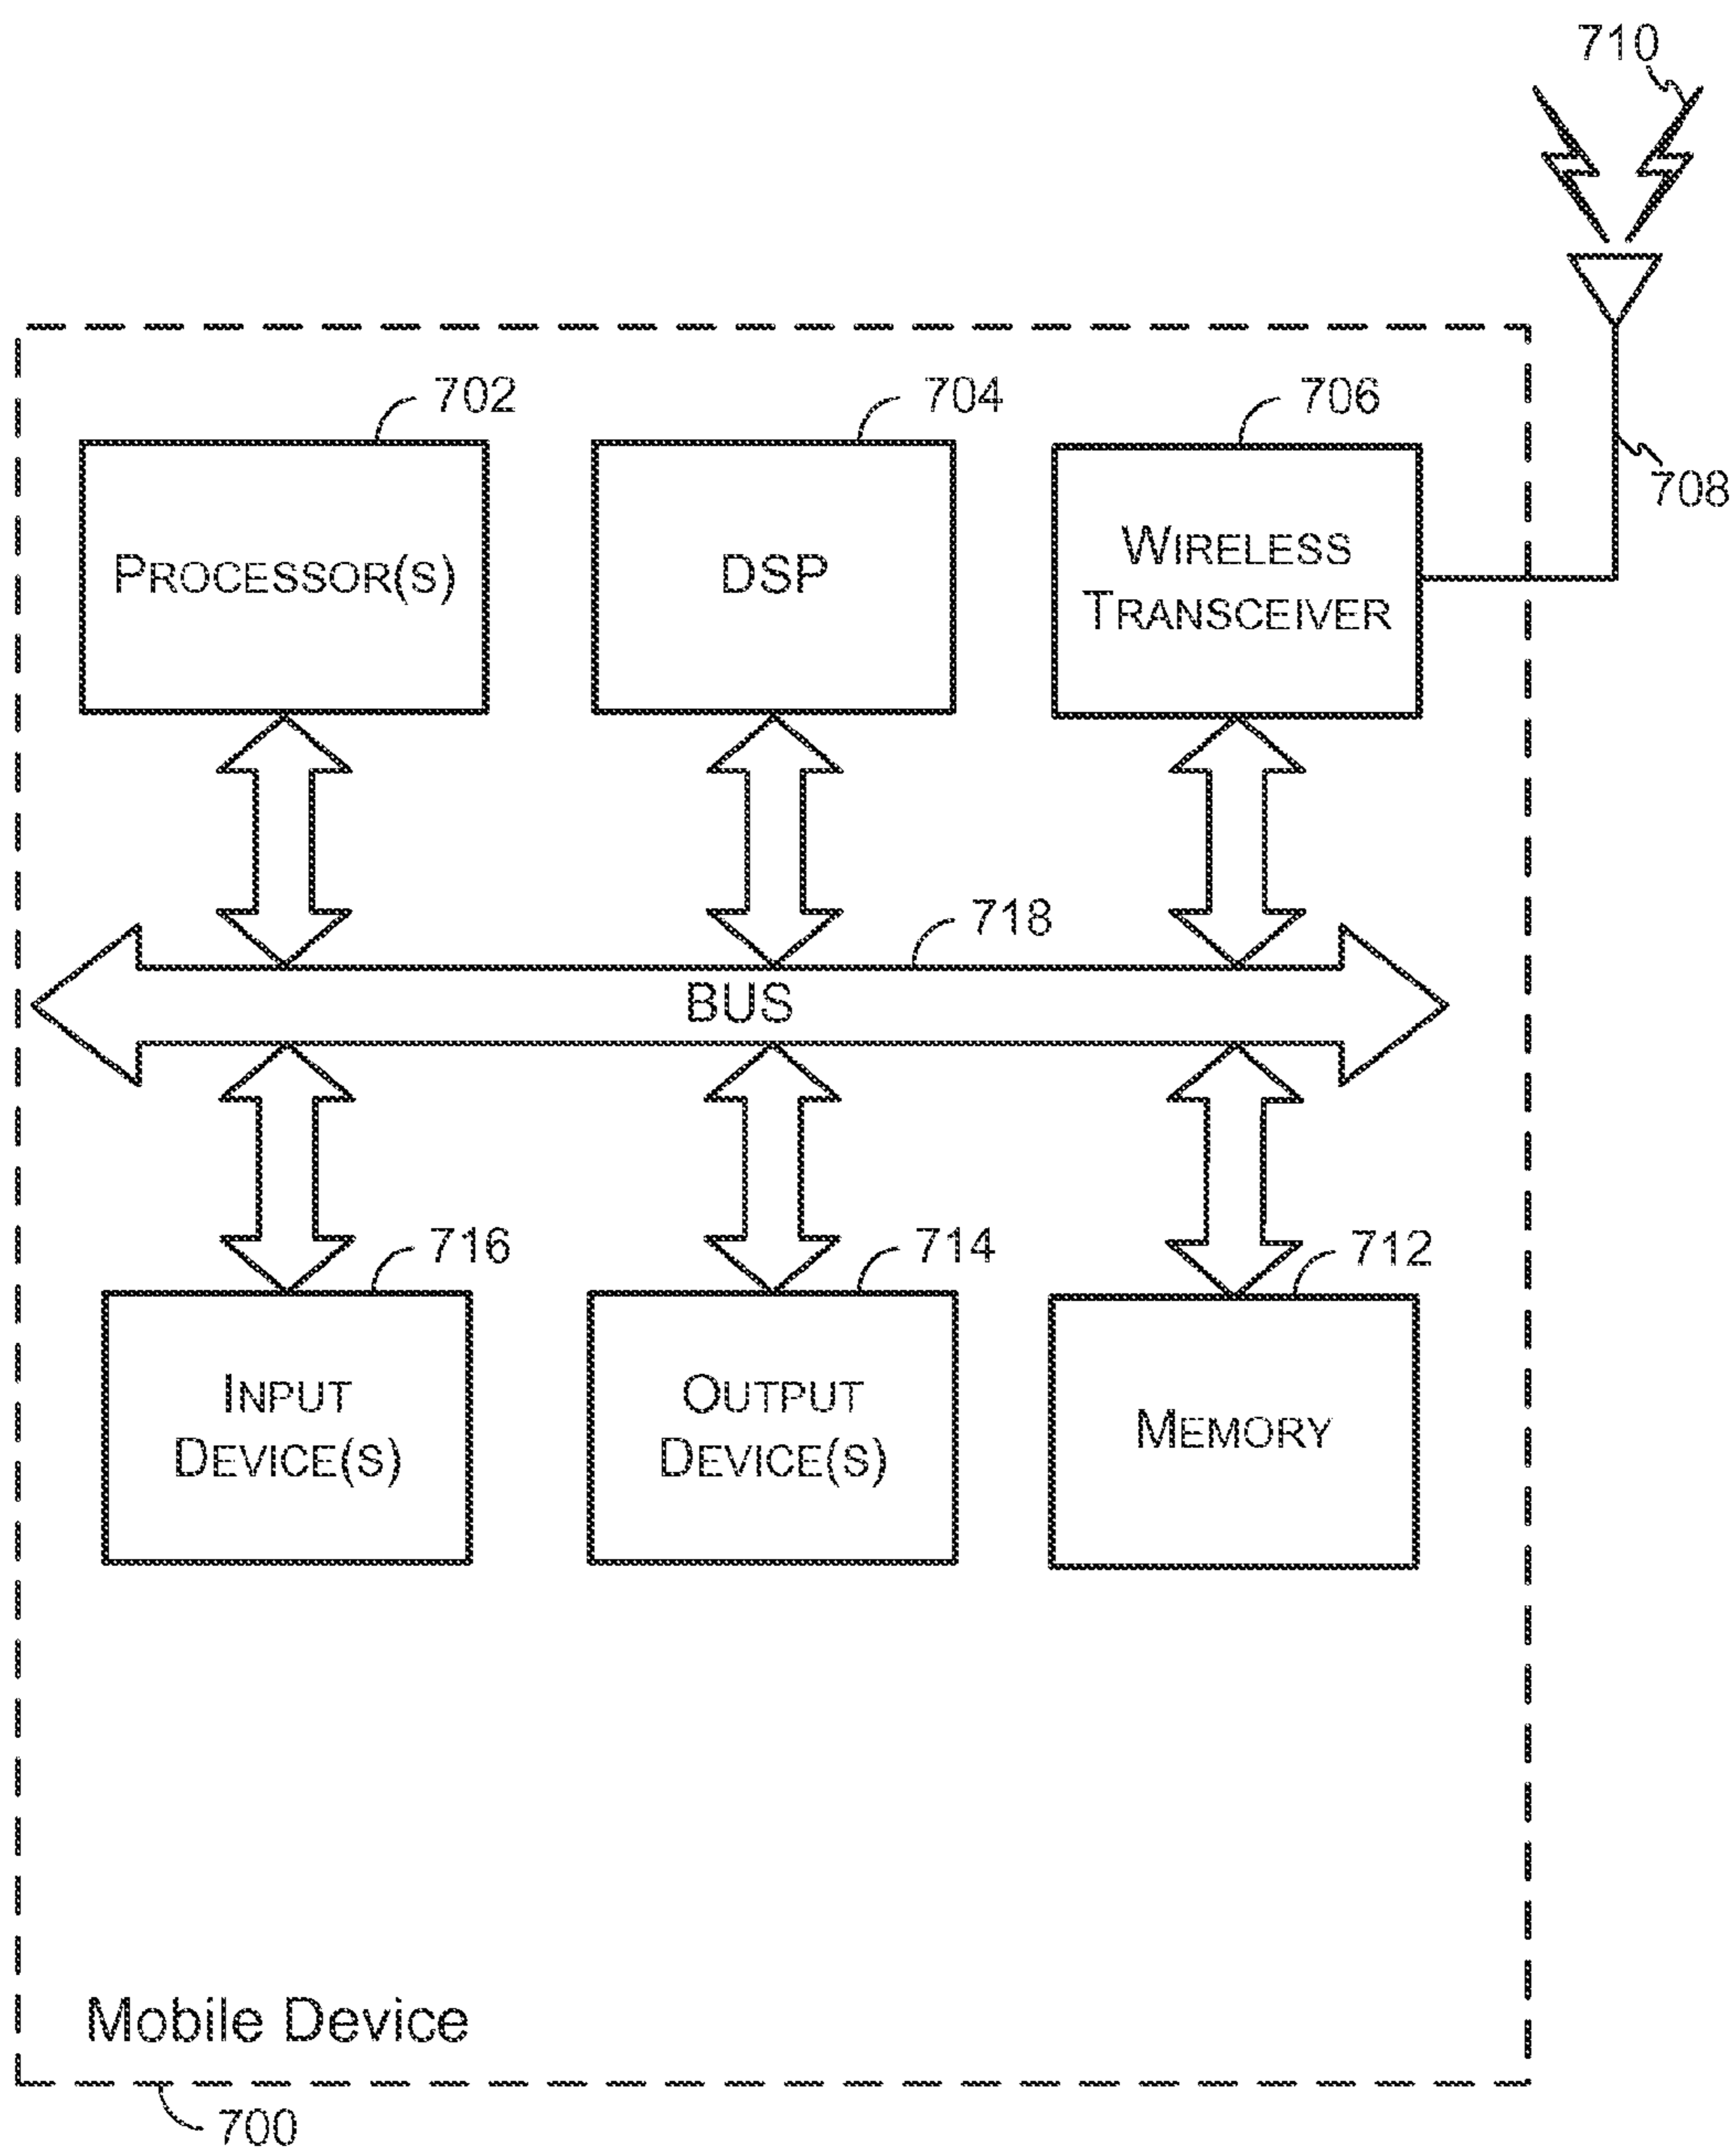 710
702
704
706
708
PROCESSOR(S)
DSP
WIRELESS
TRANSCEIVER
718
BUS
716
714
712
INPUT
DEVICE(S)
OUTPUT
DEVICE(S)
MEMORY
Mobile Device
700